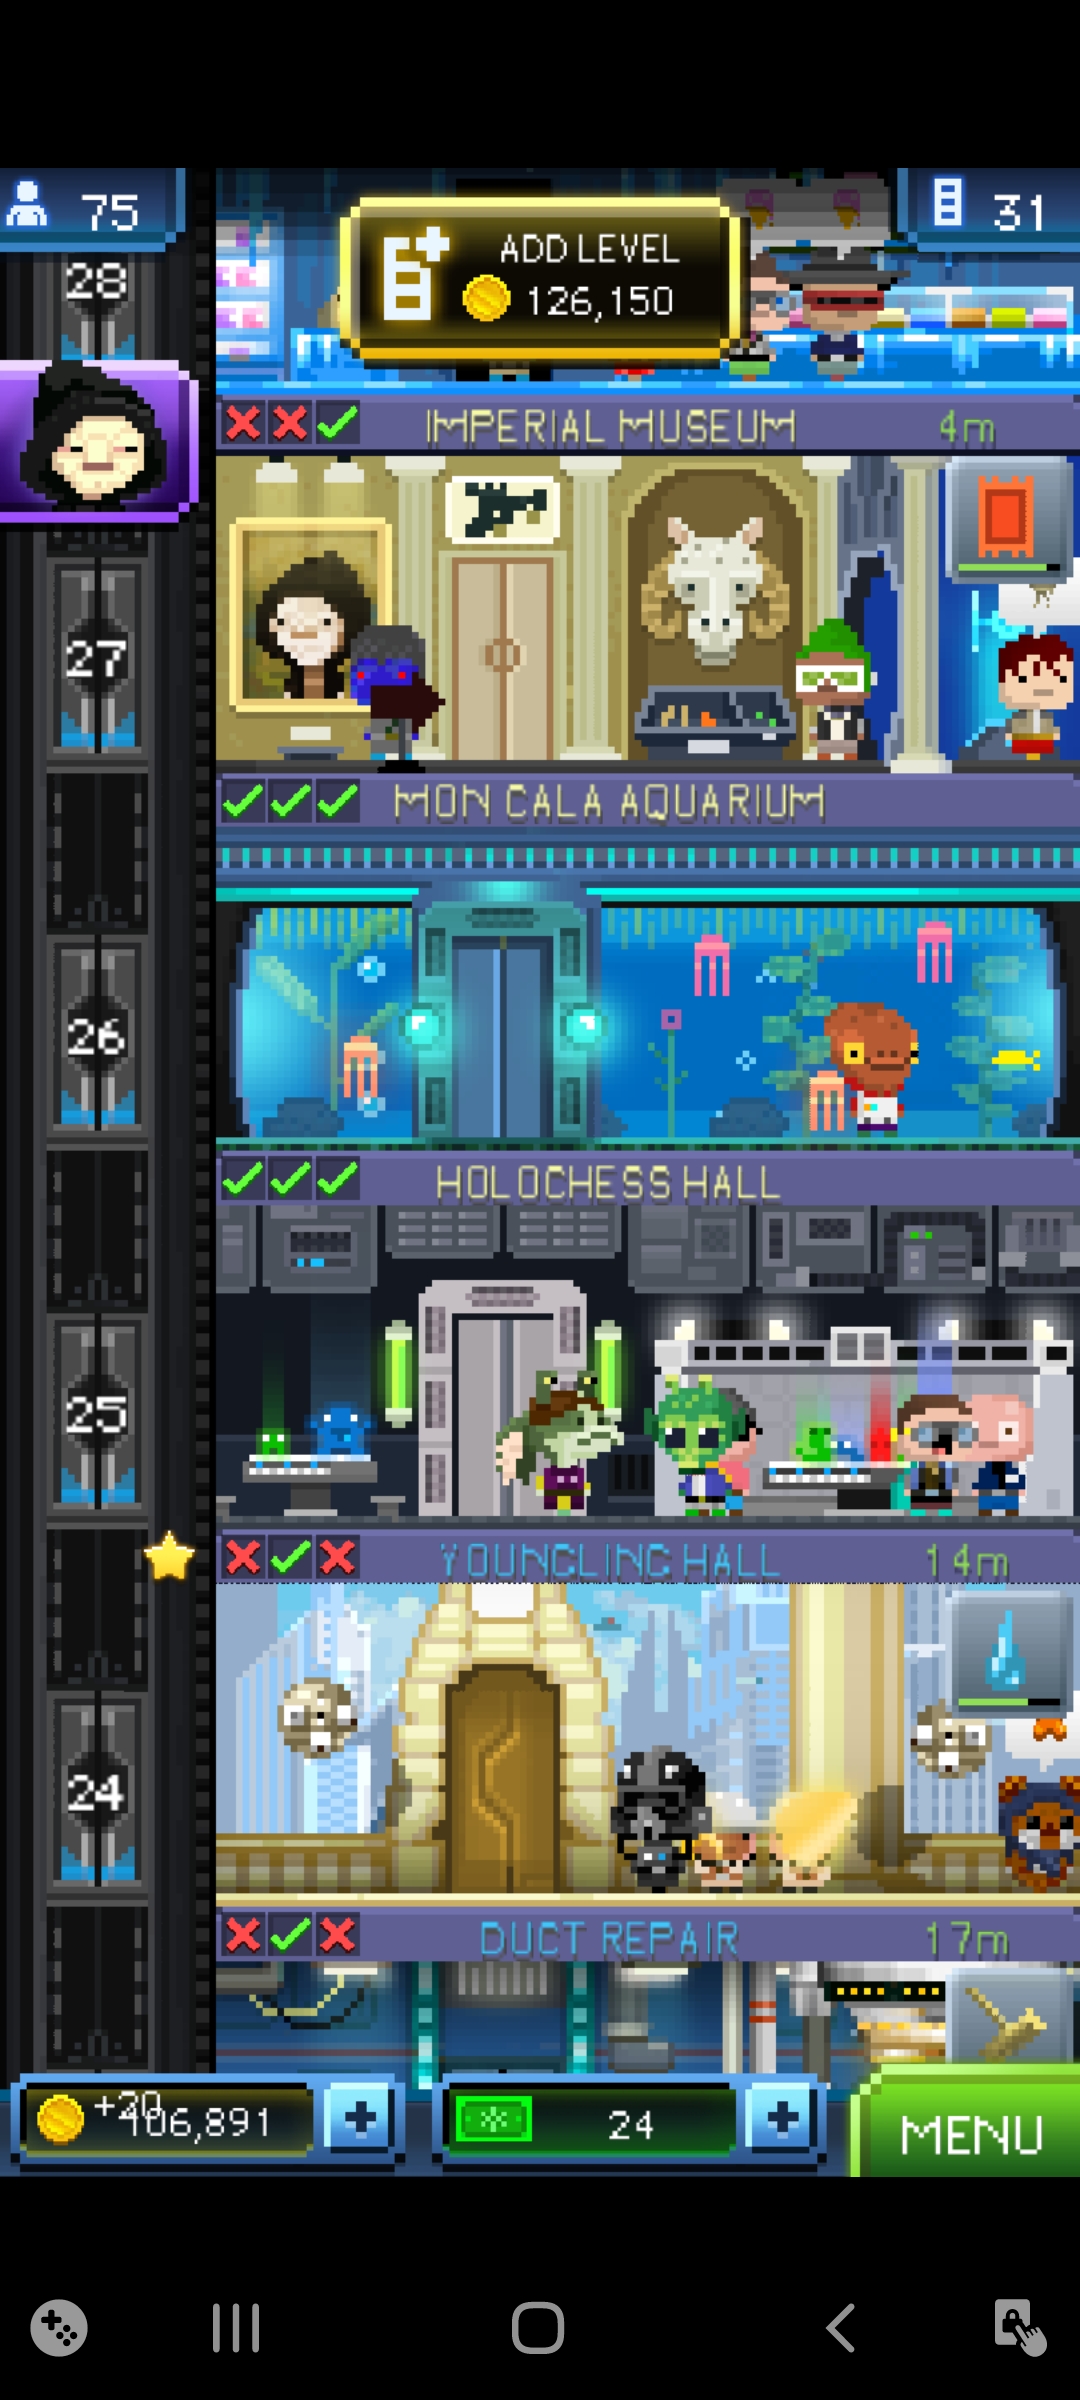 75
ADD LEVEL
126,150
31
28
IMPERIAL MUSEUM 4m
27
MON CALA AQUARIUM
26
HOLOCHESS HALL
25
YOUNGLING HALL 14m
24
DUCT REPAIR 17m
+20
106,891
24
MENU